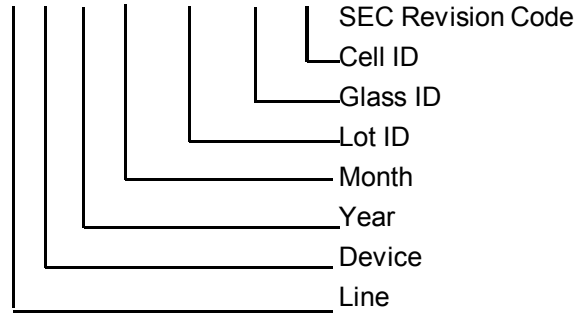 SEC Revision Code
Cell ID
Glass ID
Lot ID
Month
Year
Device
Line